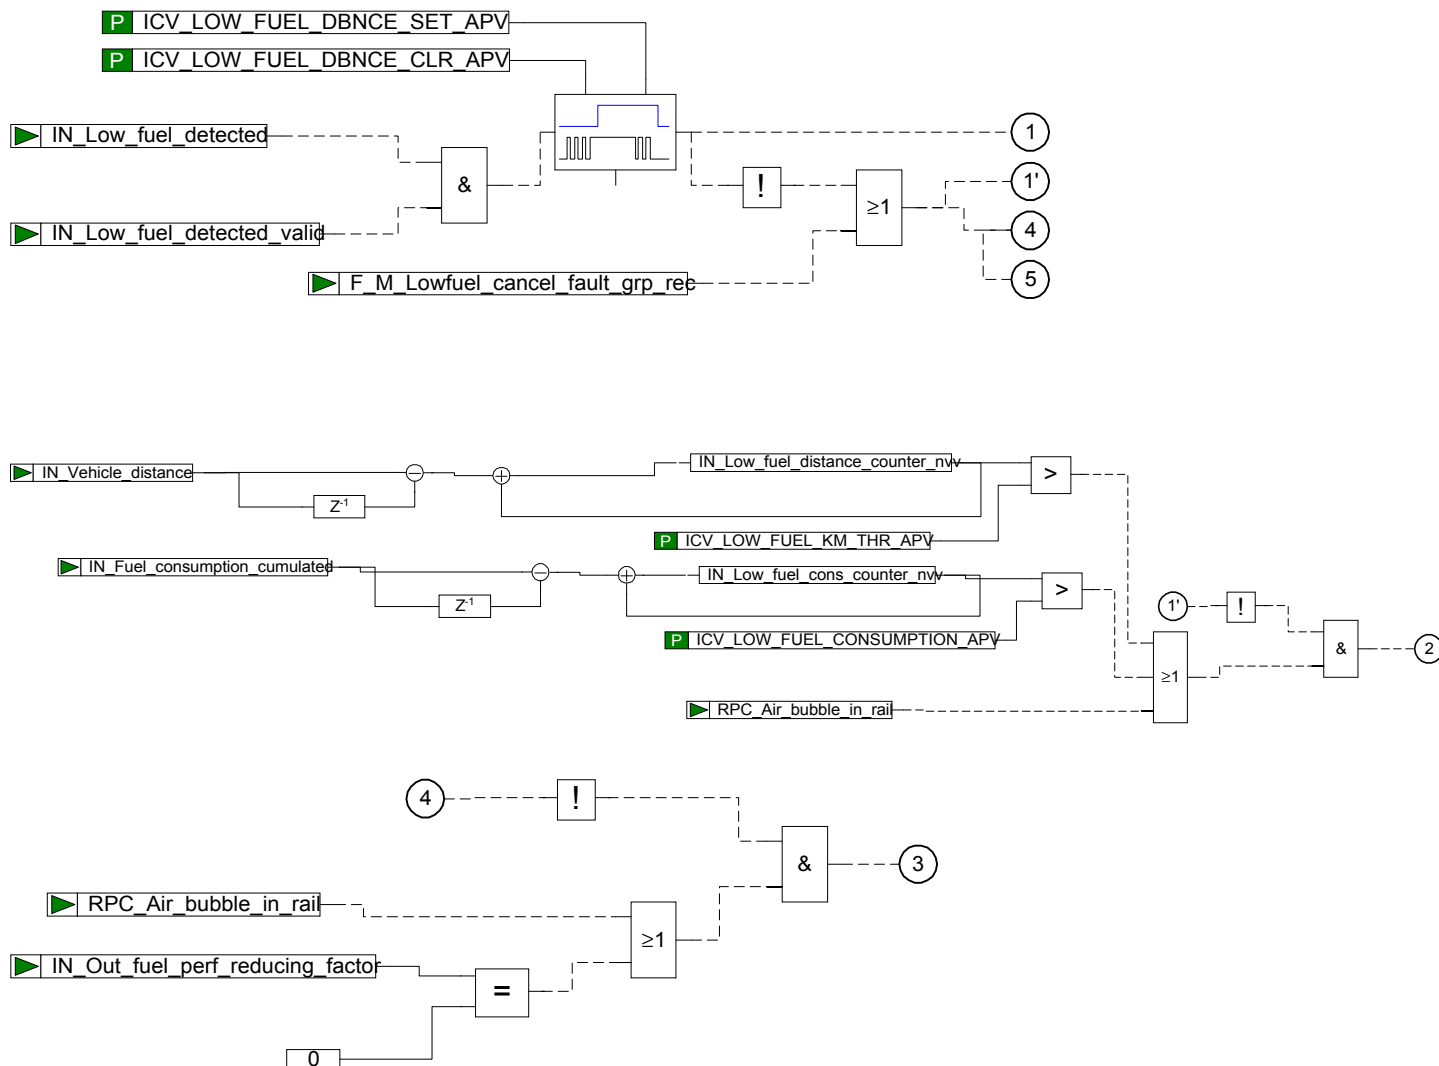 P ICV_LOW_FUEL_DBNCE_SET_APV
P ICV_LOW_FUEL_DBNCE_CLR_APV
IN_Low_fuel_detected
1
&
!
1'
≥1
IN_Low_fuel_detected_valid
4
F_M_Lowfuel_cancel_fault_grp_rec
5
IN_Vehicle_distance
−
+
IN_Low_fuel_distance_counter_nvv
>
Z-1
P ICV_LOW_FUEL_KM_THR_APV
IN_Fuel_consumption_cumulated
−
+
IN_Low_fuel_cons_counter_nvv
>
Z-1
1'
!
P ICV_LOW_FUEL_CONSUMPTION_APV
&
2
≥1
RPC_Air_bubble_in_rail
4
!
&
3
RPC_Air_bubble_in_rail
≥1
IN_Out_fuel_perf_reducing_factor
=
0